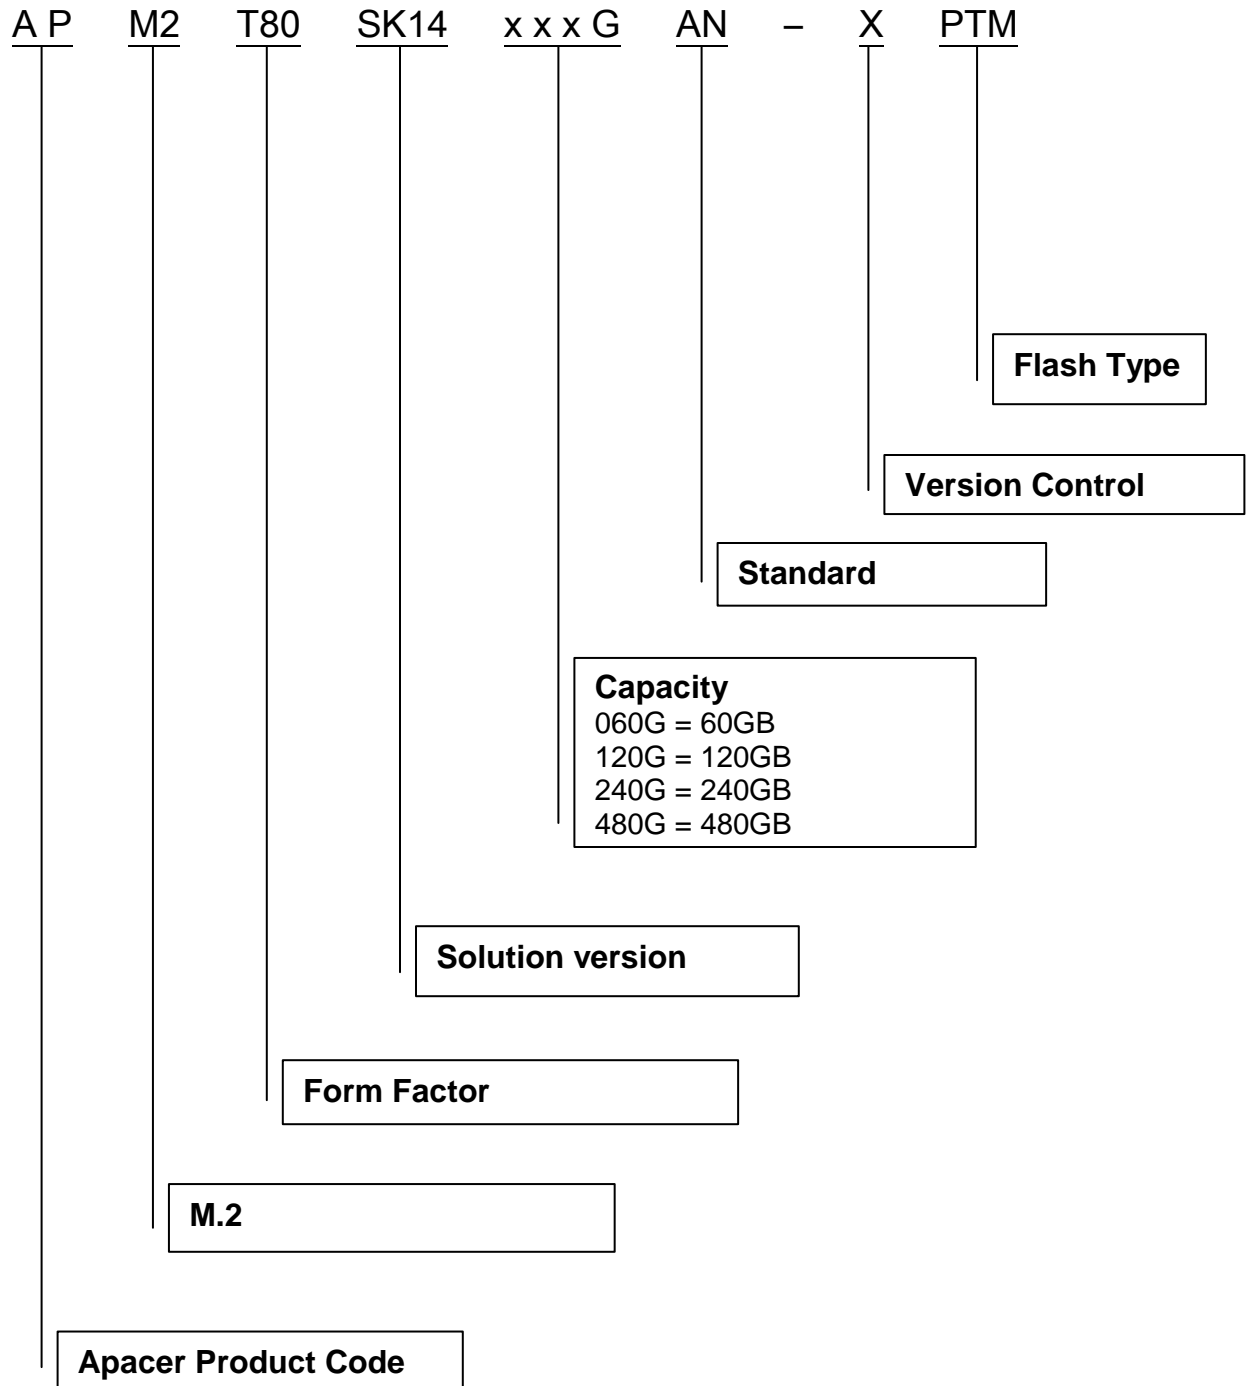 A P M2 T80 SK14 x x x G AN – X PTM
Flash Type
Version Control
Standard
Capacity
060G = 60GB
120G = 120GB
240G = 240GB
480G = 480GB
Solution version
Form Factor
M.2
Apacer Product Code